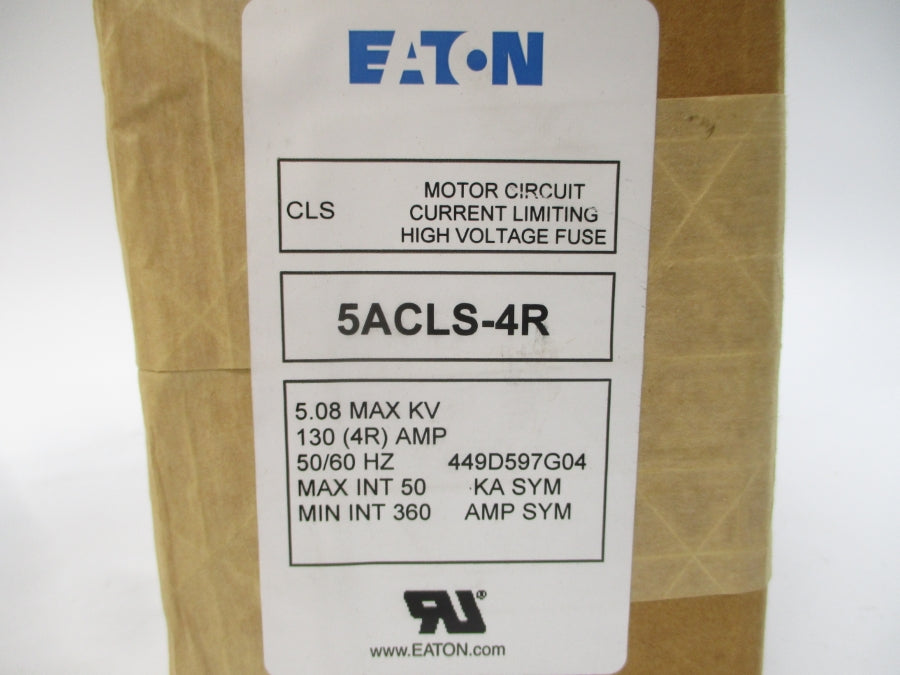 EATON
CLS
MOTOR CIRCUIT
CURRENT LIMITING
HIGH VOLTAGE FUSE
5ACLS-4R
5.08 MAX KV
130 (4R) AMP
50/60 HZ 449D597G04
MAX INT 50 KA SYM
MIN INT 360 AMP SYM
RU®
www.EATON.com